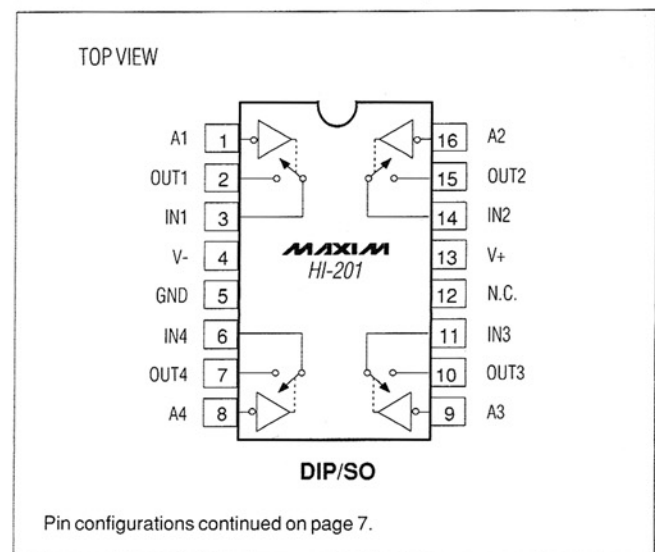 TOP VIEW
A1 1 16 A2
OUT1 2 15 OUT2
IN1 3 14 IN2
V- 4 MAXIM 13 V+
HI-201
GND 5 12 N.C.
IN4 6 11 IN3
OUT4 7 10 OUT3
A4 8 9 A3
DIP/SO
Pin configurations continued on page 7.